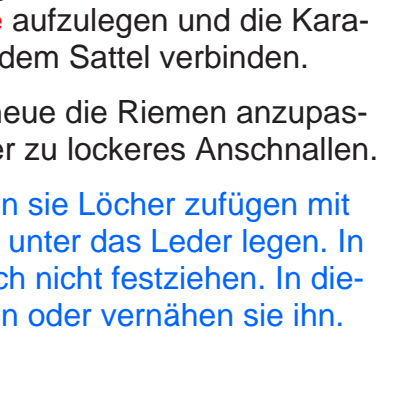 aufzulegen und die Kara-
dem Sattel verbinden.
neue die Riemen anzupas-
er zu lockeres Anschnallen.
n sie Löcher zufügen mit
unter das Leder legen. In
ch nicht festziehen. In die-
n oder vernähen sie ihn.